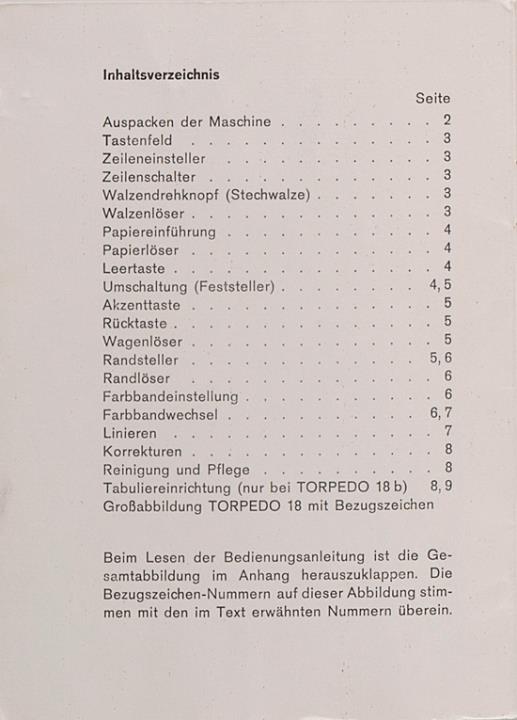 Inhaltsverzeichnis
Seite
Auspacken der Maschine . . . . . . . . . 2
Tastenfeld . . . . . . . . . . . . . . 3
Zeileneinsteller . . . . . . . . . . . . 3
Zeilenschalter . . . . . . . . . . . . . 3
Walzendrehknopf (Stechwalze) . . . . . . . 3
Walzenlöser . . . . . . . . . . . . . . 3
Papiereinführung . . . . . . . . . . . . 4
Papierlöser . . . . . . . . . . . . . . 4
Leertaste . . . . . . . . . . . . . . . 4
Umschaltung (Feststeller) . . . . . . . . 4, 5
Akzenttaste . . . . . . . . . . . . . . 5
Rücktaste . . . . . . . . . . . . . . . 5
Wagenlöser . . . . . . . . . . . . . . 5
Randsteller . . . . . . . . . . . . . 5, 6
Randlöser . . . . . . . . . . . . . . 6
Farbbandeinstellung . . . . . . . . . . . 6
Farbbandwechsel . . . . . . . . . . . 6, 7
Linieren . . . . . . . . . . . . . . . 7
Korrekturen . . . . . . . . . . . . . . 8
Reinigung und Pflege . . . . . . . . . . 8
Tabuliereinrichtung (nur bei TORPEDO 18 b) 8, 9
Großabbildung TORPEDO 18 mit Bezugszeichen
Beim Lesen der Bedienungsanleitung ist die Ge-
samtabbildung im Anhang herauszuklappen. Die
Bezugszeichen-Nummern auf dieser Abbildung stim-
men mit den im Text erwähnten Nummern überein.